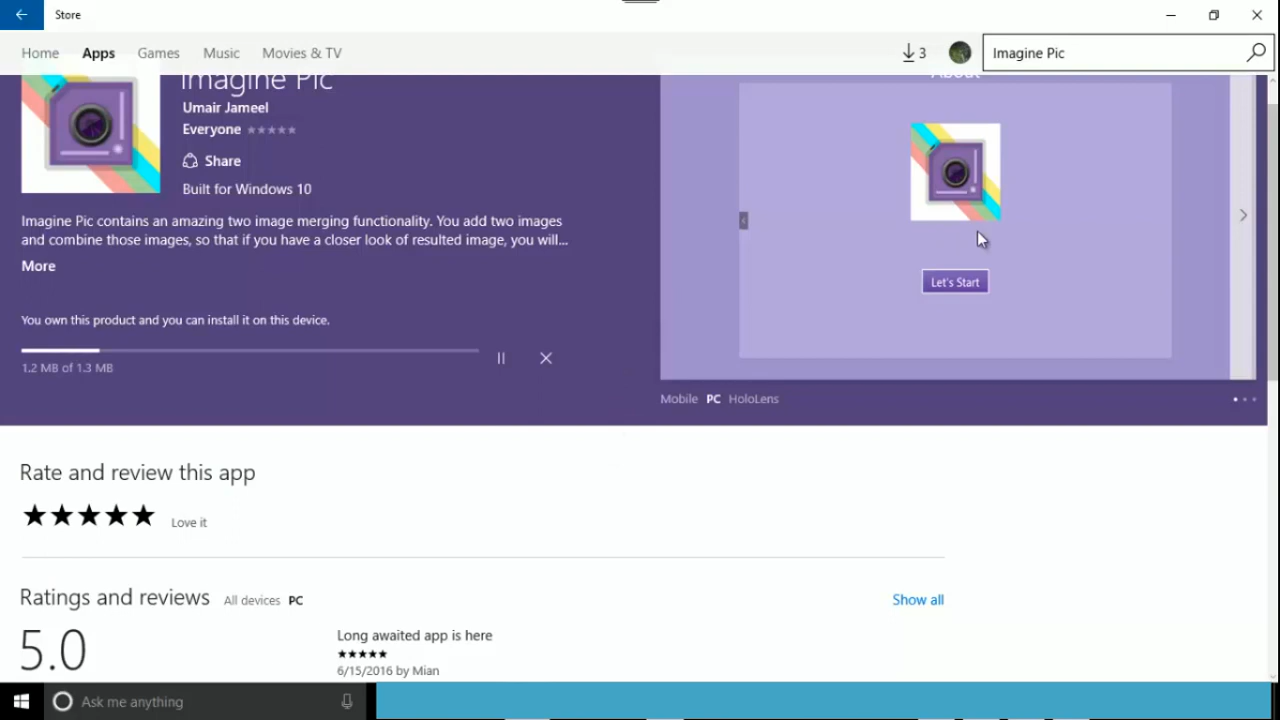 Store
Home Apps Games Music Movies & TV 3 Imagine Pic
Imagine Pic
Umair Jameel
Everyone
Share
Built for Windows 10
Imagine Pic contains an amazing two image merging functionality. You add two images
and combine those images, so that if you have a closer look of resulted image, you will...
More
You own this product and you can install it on this device.
1.2 MB of 1.3 MB
About
Let's Start
Mobile PC HoloLens
Rate and review this app
Love it
Ratings and reviews All devices PC Show all
5.0
Long awaited app is here
6/15/2016 by Mian
Ask me anything